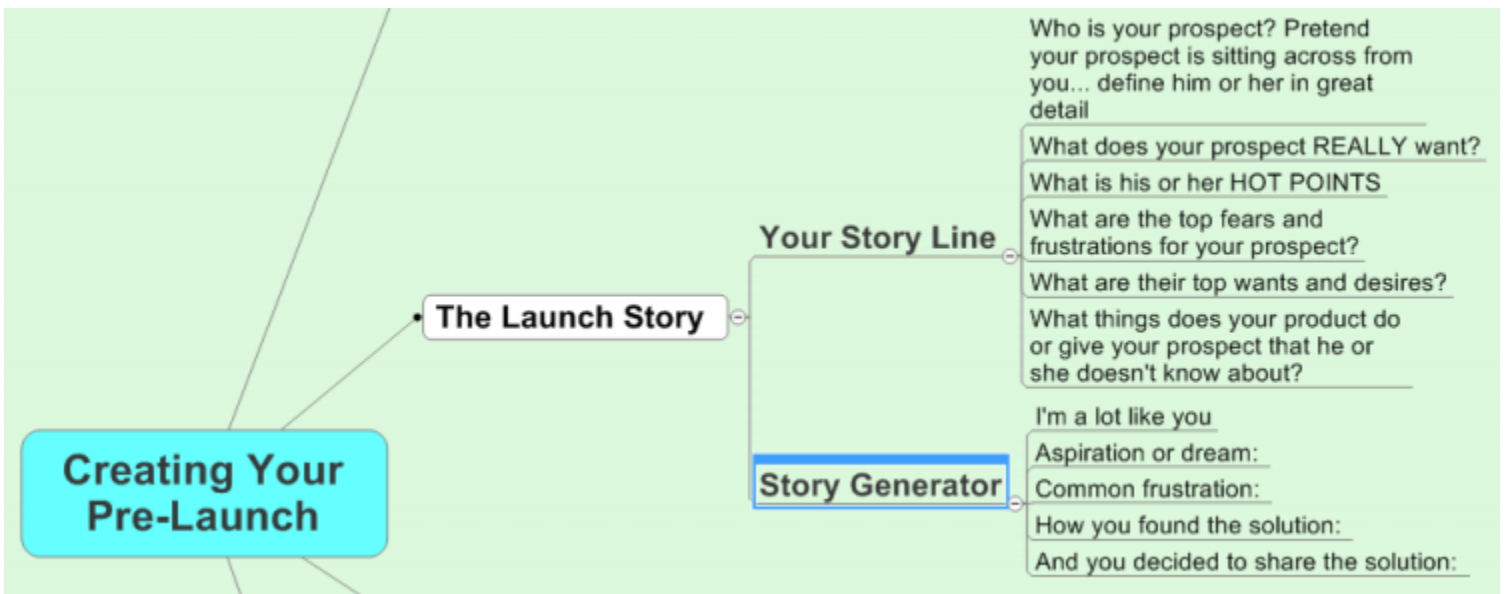 Who is your prospect? Pretend
your prospect is sitting across from
you... define him or her in great
detail
What does your prospect REALLY want?
What is his or her HOT POINTS
What are the top fears and
frustrations for your prospect?
Your Story Line
What are their top wants and desires?
What things does your product do
or give your prospect that he or
she doesn't know about?
The Launch Story
I'm a lot like you
Aspiration or dream:
Common frustration:
How you found the solution:
And you decided to share the solution:
Story Generator
Creating Your
Pre-Launch